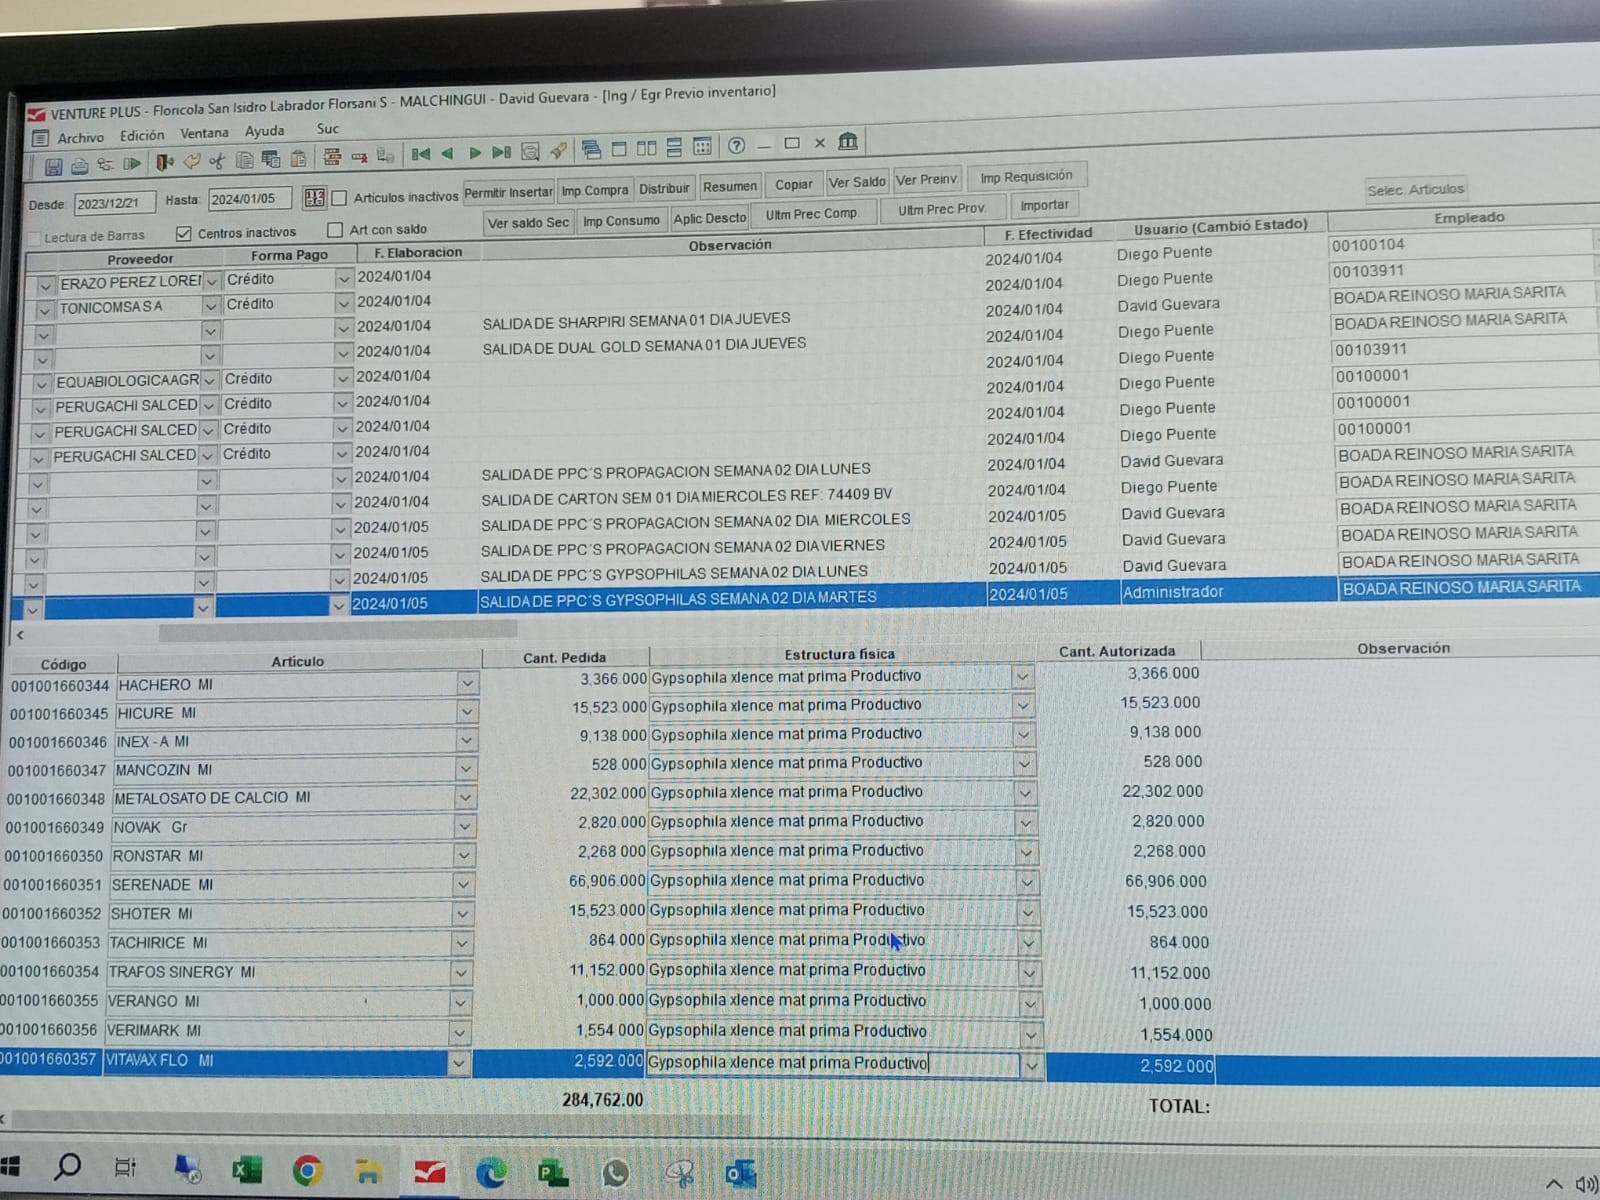 VENTURE PLUS - Floricola San Isidro Labrador Florsani S - MALCHINGUI - David Guevara - [Ing / Egr Previo inventario]
Archivo Edición Ventana Ayuda Suc
Desde: 2023/12/21 Hasta: 2024/01/05 Artículos inactivos Permitir Insertar Imp.Compra Distribuir Resumen Copiar Ver Saldo Ver Preinv Imp Requisición Selec. Articulos
Lectura de Barras Centros inactivos Art con saldo Ver saldo Sec Imp Consumo Aplic Descto Ultm Prec Comp. Ultm Prec Prov. Importar
Proveedor Forma Pago F. Elaboracion Observación F. Efectividad Usuario (Cambió Estado) Empleado
ERAZO PEREZ LOREI Crédito 2024/01/04 2024/01/04 Diego Puente 00100104
TONICOMSA S A Crédito 2024/01/04 2024/01/04 Diego Puente 00103911
2024/01/04 SALIDA DE SHARPIRI SEMANA 01 DIA JUEVES 2024/01/04 David Guevara BOADA REINOSO MARIA SARITA
2024/01/04 SALIDA DE DUAL GOLD SEMANA 01 DIA JUEVES 2024/01/04 Diego Puente BOADA REINOSO MARIA SARITA
EQUABIOLOGICA AGR Crédito 2024/01/04 2024/01/04 Diego Puente 00103911
PERUGACHI SALCED Crédito 2024/01/04 2024/01/04 Diego Puente 00100001
PERUGACHI SALCED Crédito 2024/01/04 2024/01/04 Diego Puente 00100001
PERUGACHI SALCED Crédito 2024/01/04 2024/01/04 Diego Puente 00100001
2024/01/04 SALIDA DE PPC´S PROPAGACION SEMANA 02 DIA LUNES 2024/01/04 David Guevara BOADA REINOSO MARIA SARITA
2024/01/04 SALIDA DE CARTON SEM 01 DIA MIERCOLES REF: 74409 BV 2024/01/04 Diego Puente BOADA REINOSO MARIA SARITA
2024/01/05 SALIDA DE PPC´S PROPAGACION SEMANA 02 DIA MIERCOLES 2024/01/05 David Guevara BOADA REINOSO MARIA SARITA
2024/01/05 SALIDA DE PPC´S PROPAGACION SEMANA 02 DIA VIERNES 2024/01/05 David Guevara BOADA REINOSO MARIA SARITA
2024/01/05 SALIDA DE PPC´S GYPSOPHILAS SEMANA 02 DIA LUNES 2024/01/05 David Guevara BOADA REINOSO MARIA SARITA
2024/01/05 SALIDA DE PPC´S GYPSOPHILAS SEMANA 02 DIA MARTES 2024/01/05 Administrador BOADA REINOSO MARIA SARITA
Código Artículo Cant. Pedida Estructura fisica Cant. Autorizada Observación
001001660344 HACHERO Ml 3,366.000 Gypsophila xlence mat prima Productivo 3,366.000
001001660345 HICURE Ml 15,523.000 Gypsophila xlence mat prima Productivo 15,523.000
001001660346 INEX - A Ml 9,138.000 Gypsophila xlence mat prima Productivo 9,138.000
001001660347 MANCOZIN Ml 528.000 Gypsophila xlence mat prima Productivo 528.000
001001660348 METALOSATO DE CALCIO Ml 22,302.000 Gypsophila xlence mat prima Productivo 22,302.000
001001660349 NOVAK Gr 2,820.000 Gypsophila xlence mat prima Productivo 2,820.000
001001660350 RONSTAR Ml 2,268.000 Gypsophila xlence mat prima Productivo 2,268.000
001001660351 SERENADE Ml 66,906.000 Gypsophila xlence mat prima Productivo 66,906.000
001001660352 SHOTER Ml 15,523.000 Gypsophila xlence mat prima Productivo 15,523.000
001001660353 TACHIRICE Ml 864.000 Gypsophila xlence mat prima Productivo 864.000
001001660354 TRAFOS SINERGY Ml 11,152.000 Gypsophila xlence mat prima Productivo 11,152.000
001001660355 VERANGO Ml 1,000.000 Gypsophila xlence mat prima Productivo 1,000.000
001001660356 VERIMARK Ml 1,554.000 Gypsophila xlence mat prima Productivo 1,554.000
001001660357 VITAVAX FLO Ml 2,592.000 Gypsophila xlence mat prima Productivo 2,592.000
284,762.00 TOTAL: